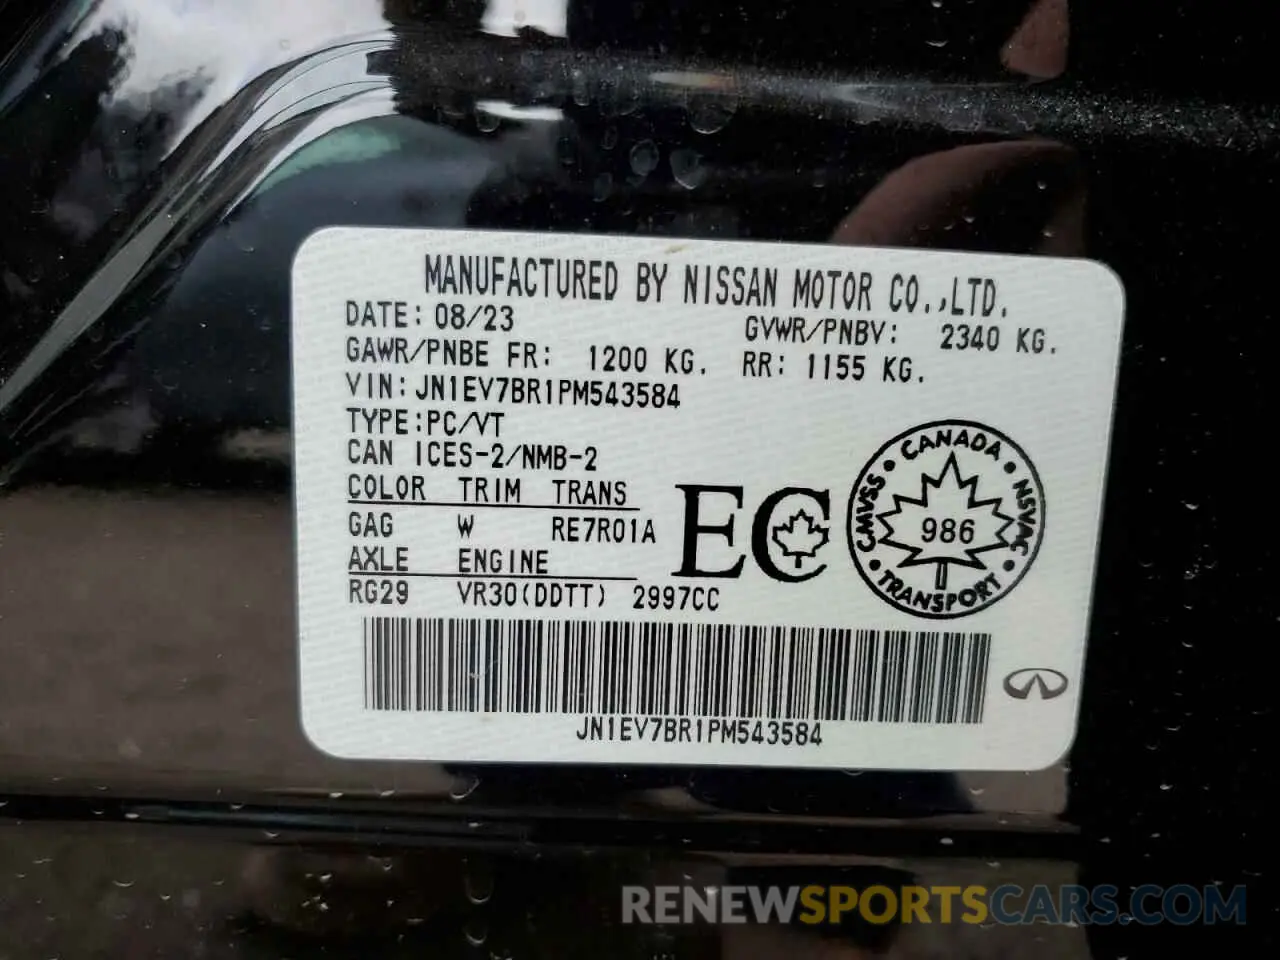 MANUFACTURED BY NISSAN MOTOR CO.,LTD.
DATE: 08/23 GVWR/PNBV: 2340 KG.
GAWR/PNBE FR: 1200 KG. RR: 1155 KG.
VIN: JN1EV7BR1PM543584
TYPE:PC/VT
CAN ICES-2/NMB-2
COLOR TRIM TRANS
GAG W RE7R01A
AXLE ENGINE
RG29 VR30(DDTT) 2997CC
EC
CANADA
CMVSS
986
NSVAC
TRANSPORT
JN1EV7BR1PM543584
RENEWSPORTSCARS.COM